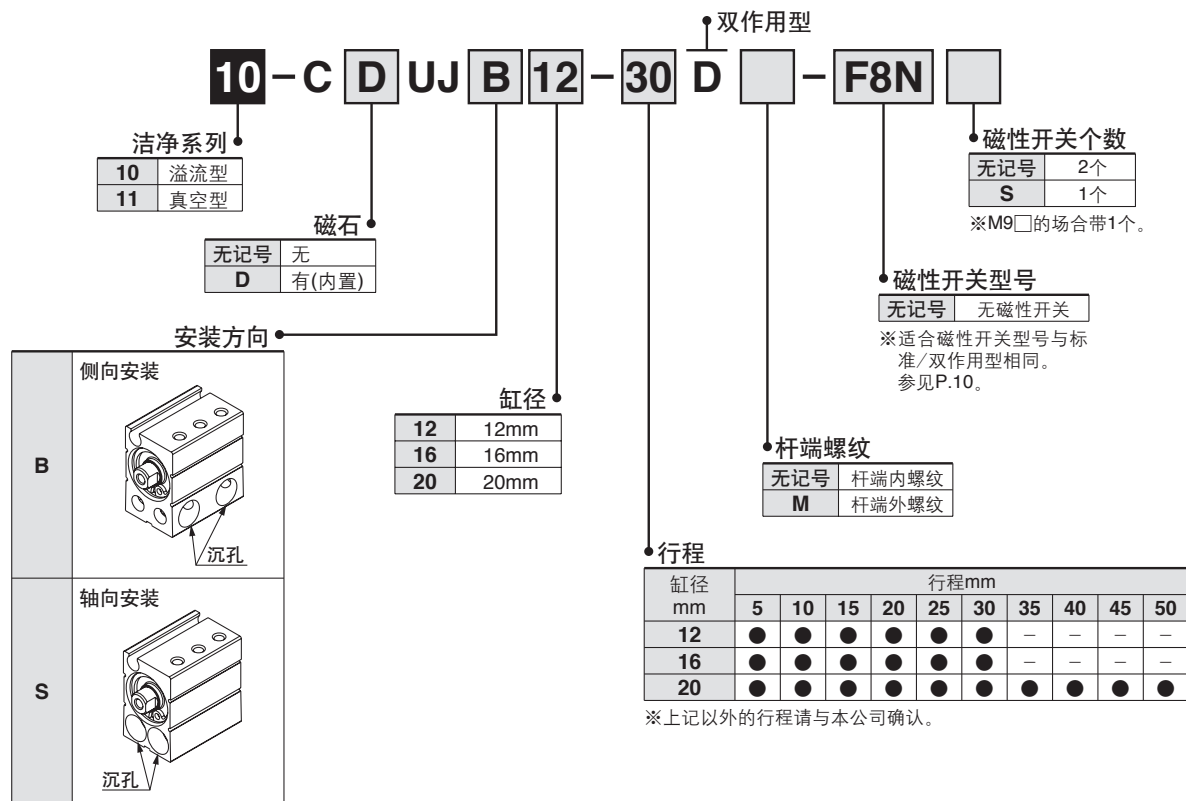 双作用型
10-CDUJB12-30D□-F8N□
洁净系列
10 溢流型
11 真空型
磁石
无记号 无
D 有(内置)
安装方向
B 侧向安装
沉孔
S 轴向安装
沉孔
缸径
12 12mm
16 16mm
20 20mm
磁性开关个数
无记号 2个
S 1个
※M9□的场合带1个。
磁性开关型号
无记号 无磁性开关
※适合磁性开关型号与标
准/双作用型相同。
参见P.10。
杆端螺纹
无记号 杆端内螺纹
M 杆端外螺纹
行程
缸径 行程mm
mm 5 10 15 20 25 30 35 40 45 50
12 ● ● ● ● ● ● － － － －
16 ● ● ● ● ● ● － － － －
20 ● ● ● ● ● ● ● ● ● ●
※上记以外的行程请与本公司确认。